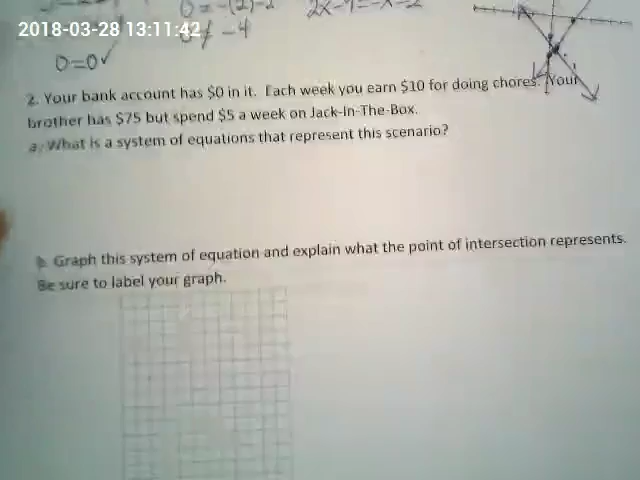 2018-03-28 13:11:42
-4
0=0✓
2. Your bank account has $0 in it. Each week you earn $10 for doing chores. Your
brother has $75 but spend $5 a week on Jack-In-The-Box.
a. What is a system of equations that represent this scenario?
b. Graph this system of equation and explain what the point of intersection represents.
Be sure to label your graph.